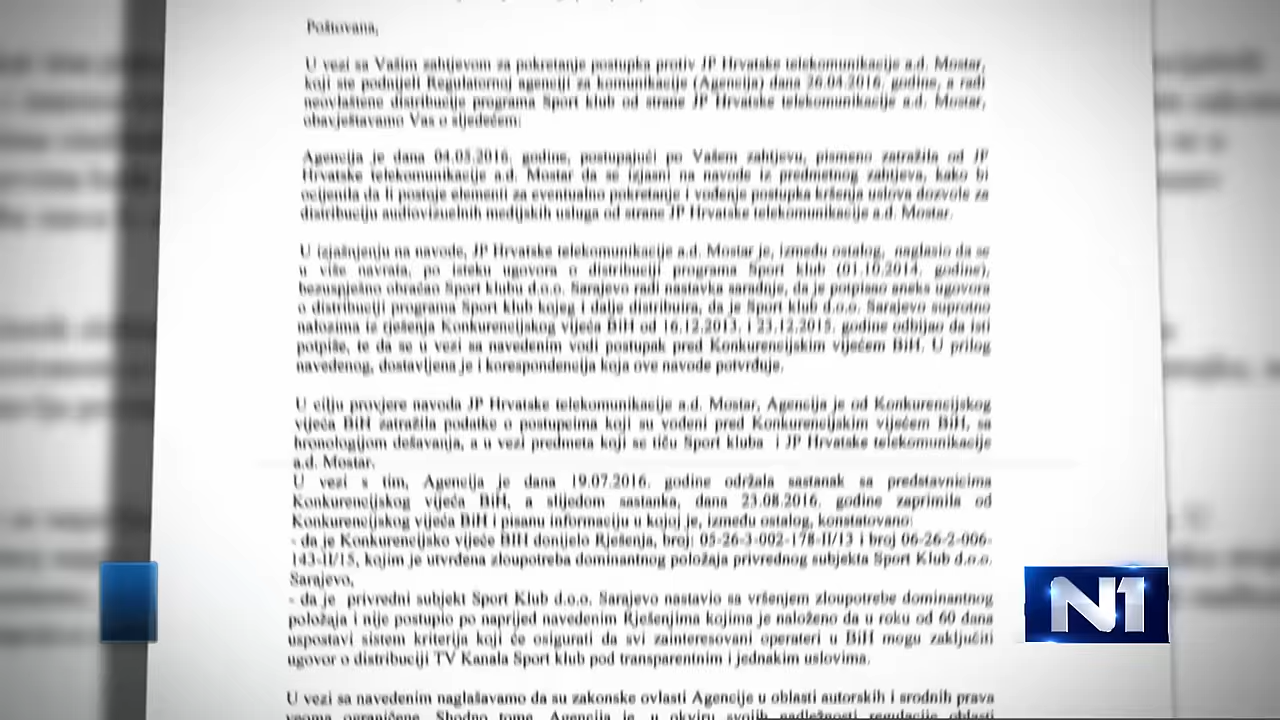 Poštovana,
U vezi sa Vašim zahtjevom za pokretanje postupka protiv JP Hrvatske telekomunikacije a.d. Mostar,
koji ste podnijeli Regulatornoj agenciji za komunikacije (Agencija) dana 26.04.2016. godine, a radi
neovlaštene distribucije programa Sport klub od strane JP Hrvatske telekomunikacije a.d. Mostar,
obavještavamo Vas o sljedećem:
Agencija je dana 04.05.2016. godine, postupajući po Vašem zahtjevu, pismeno zatražila od JP
Hrvatske telekomunikacije a.d. Mostar da se izjasni na navode iz predmetnog zahtjeva, kako bi
ocijenila da li postoje elementi za eventualno pokretanje i vođenje postupka kršenja uslova dozvole za
distribuciju audiovizuelnih medijskih usluga od strane JP Hrvatske telekomunikacije a.d. Mostar.
U izjašnjenju na navode, JP Hrvatske telekomunikacije a.d. Mostar je, između ostalog, naglasio da se
u više navrata, po isteku ugovora o distribuciji programa Sport klub (01.10.2014. godine),
bezuspješno obraćao Sport klubu d.o.o. Sarajevo radi nastavka saradnje, da je potpisao aneks ugovora
o distribuciji programa Sport klub kojeg i dalje distribuira, da je Sport klub d.o.o. Sarajevo suprotno
nalozima iz rješenja Konkurencijskog vijeća BiH od 16.12.2013. i 23.12.2015. godine odbijao da isti
potpiše, te da se u vezi sa navedenim vodi postupak pred Konkurencijskim vijećem BiH. U prilog
navedenog, dostavljena je i korespondencija koja ove navode potvrđuje.
U cilju provjere navoda JP Hrvatske telekomunikacije a.d. Mostar, Agencija je od Konkurencijskog
vijeća BiH zatražila podatke o postupcima koji su vođeni pred Konkurencijskim vijećem BiH, sa
hronologijom dešavanja, a u vezi predmeta koji se tiču Sport kluba i JP Hrvatske telekomunikacije
a.d. Mostar.
U vezi s tim, Agencija je dana 19.07.2016. godine održala sastanak sa predstavnicima
Konkurencijskog vijeća BiH, a slijedom sastanka, dana 23.08.2016. godine zaprimila od
Konkurencijskog vijeća BiH i pisanu informaciju u kojoj je, između ostalog, konstatovano:
- da je Konkurencijsko vijeće BIH donijelo Rješenja, broj: 05-26-3-002-178-II/13 i broj 06-26-2-006-
143-II/15, kojim je utvrđena zloupotreba dominantnog položaja privrednog subjekta Sport Klub d.o.o.
Sarajevo,
- da je privredni subjekt Sport Klub d.o.o. Sarajevo nastavio sa vršenjem zloupotrebe dominantnog
položaja i nije postupio po naprijed navedenim Rješenjima kojima je naloženo da u roku od 60 dana
uspostavi sistem kriterija koji će osigurati da svi zainteresovani operateri u BiH mogu zaključiti
ugovor o distribuciji TV Kanala Sport klub pod transparentnim i jednakim uslovima.
U vezi sa navedenim naglašavamo da su zakonske ovlasti Agencije u oblasti autorskih i srodnih prava
veoma ograničene. Shodno tome, Agencija je, u okviru svojih nadležnosti regulacije oblasti
N1